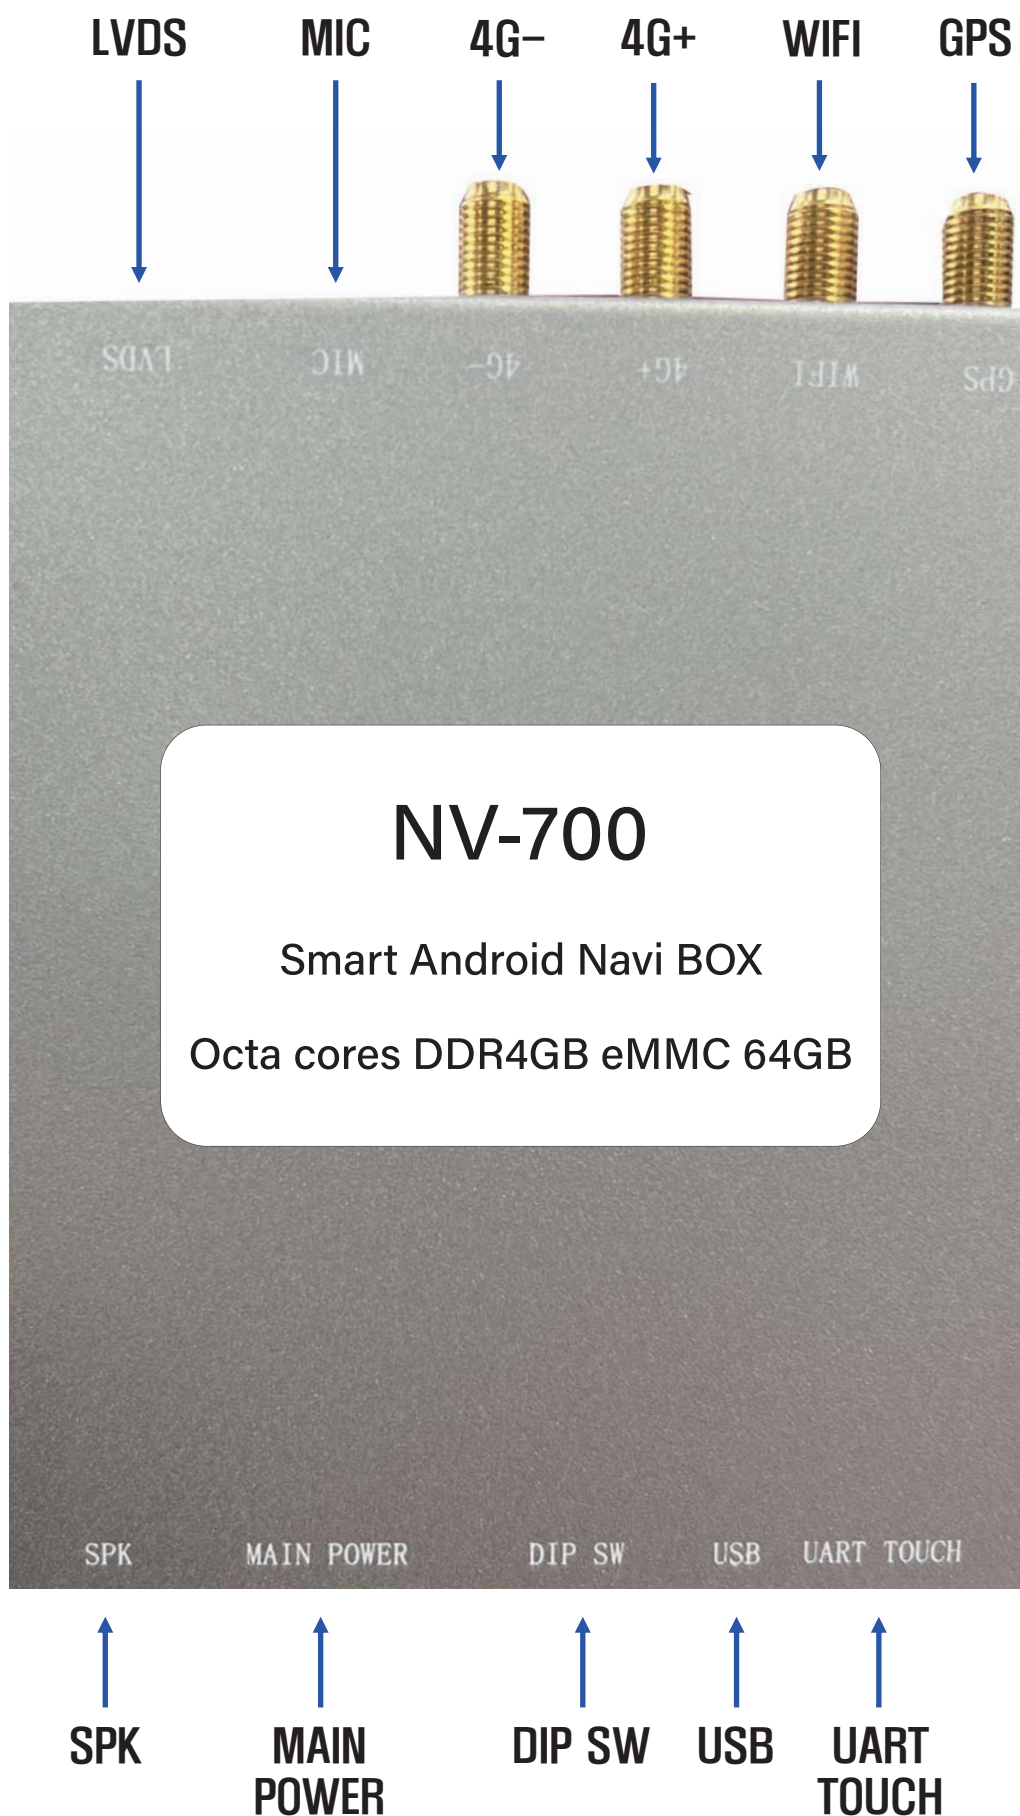 LVDS MIC 4G– 4G+ WIFI GPS
LVDS MIC 4G- 4G+ WIFI GPS
NV-700
Smart Android Navi BOX
Octa cores DDR4GB eMMC 64GB
SPK MAIN POWER DIP SW USB UART TOUCH
SPK MAIN DIP SW USB UART
POWER TOUCH